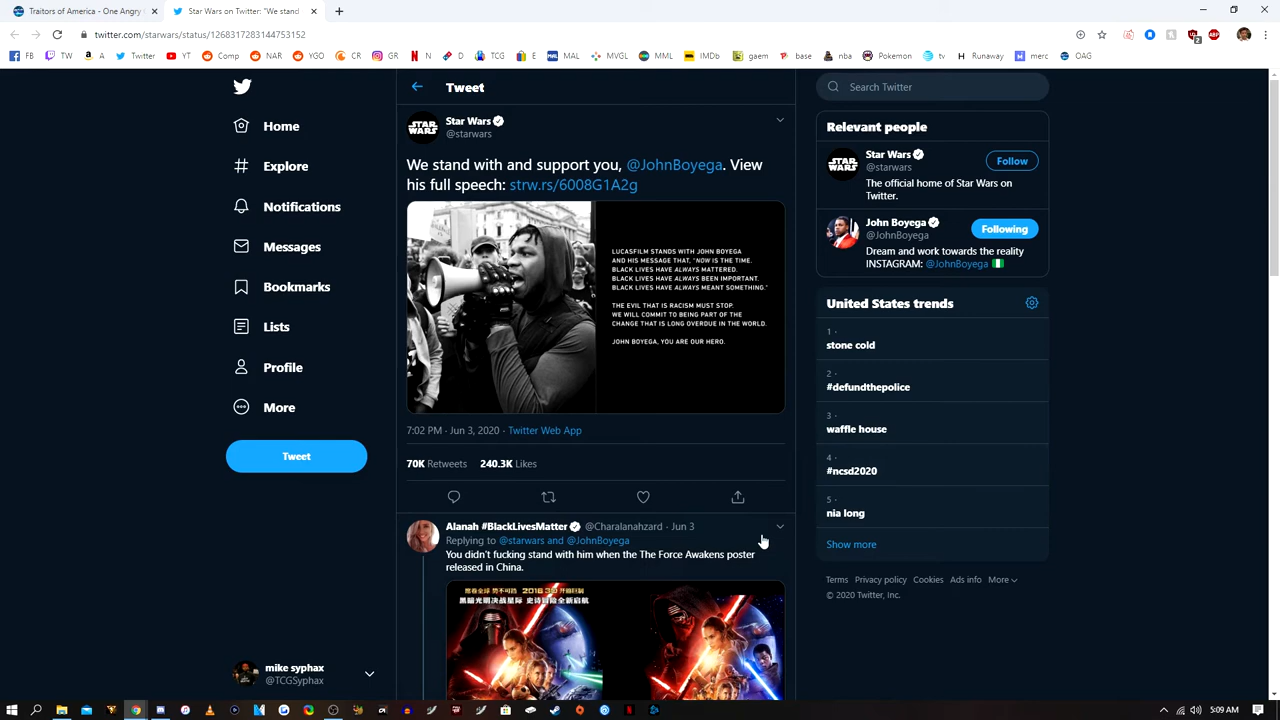 Traitors of America - One Angry
Star Wars on Twitter: "We stand
twitter.com/starwars/status/1268317283144753152
FB
TW
A
Twitter
YT
Comp
NAR
YGO
CR
GR
N
D
TCG
E
MAL
MVGL
MML
IMDb
gaem
base
nba
Pokemon
tv
Runaway
merc
OAG
Home
Explore
Notifications
Messages
Bookmarks
Lists
Profile
More
Tweet
mike syphax
@TCGSyphax
Tweet
STAR WARS
Star Wars
@starwars
We stand with and support you, @JohnBoyega. View
his full speech: strw.rs/6008G1A2g
LUCASFILM STANDS WITH JOHN BOYEGA
AND HIS MESSAGE THAT, "NOW IS THE TIME.
BLACK LIVES HAVE ALWAYS MATTERED.
BLACK LIVES HAVE ALWAYS BEEN IMPORTANT.
BLACK LIVES HAVE ALWAYS MEANT SOMETHING."
THE EVIL THAT IS RACISM MUST STOP.
WE WILL COMMIT TO BEING PART OF THE
CHANGE THAT IS LONG OVERDUE IN THE WORLD.
JOHN BOYEGA, YOU ARE OUR HERO.
7:02 PM · Jun 3, 2020 · Twitter Web App
70K Retweets 240.3K Likes
Alanah #BlackLivesMatter @Charalanahzard · Jun 3
Replying to @starwars and @JohnBoyega
You didn't fucking stand with him when the The Force Awakens poster
released in China.
Search Twitter
Relevant people
STAR WARS
Star Wars
@starwars
Follow
The official home of Star Wars on
Twitter.
John Boyega
@JohnBoyega
Following
Dream and work towards the reality
INSTAGRAM: @JohnBoyega
United States trends
1 ·
stone cold
2 ·
#defundthepolice
3 ·
waffle house
4 ·
#ncsd2020
5 ·
nia long
Show more
Terms Privacy policy Cookies Ads info More
© 2020 Twitter, Inc.
5:09 AM